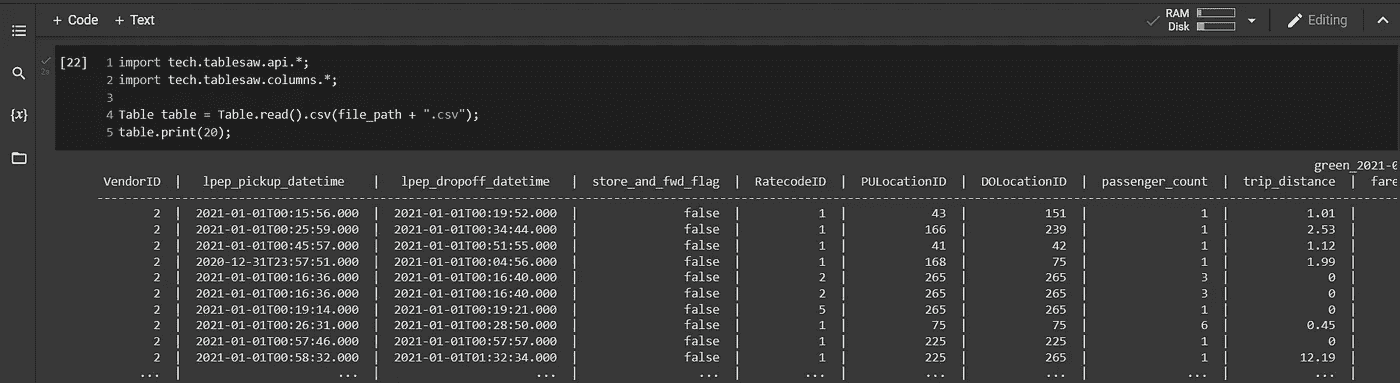 + Code + Text RAM Disk Editing
[22] 1 import tech.tablesaw.api.*;
2s 2 import tech.tablesaw.columns.*;
{x} 3
4 Table table = Table.read().csv(file_path + ".csv");
5 table.print(20);
green_2021-0
VendorID | lpep_pickup_datetime | lpep_dropoff_datetime | store_and_fwd_flag | RatecodeID | PULocationID | DOLocationID | passenger_count | trip_distance | fare
2 | 2021-01-01T00:15:56.000 | 2021-01-01T00:19:52.000 | false | 1 | 43 | 151 | 1 | 1.01 |
2 | 2021-01-01T00:25:59.000 | 2021-01-01T00:34:44.000 | false | 1 | 166 | 239 | 1 | 2.53 |
2 | 2021-01-01T00:45:57.000 | 2021-01-01T00:51:55.000 | false | 1 | 41 | 42 | 1 | 1.12 |
2 | 2020-12-31T23:57:51.000 | 2021-01-01T00:04:56.000 | false | 1 | 168 | 75 | 1 | 1.99 |
2 | 2021-01-01T00:16:36.000 | 2021-01-01T00:16:40.000 | false | 2 | 265 | 265 | 3 | 0 |
2 | 2021-01-01T00:16:36.000 | 2021-01-01T00:16:40.000 | false | 2 | 265 | 265 | 3 | 0 |
2 | 2021-01-01T00:19:14.000 | 2021-01-01T00:19:21.000 | false | 5 | 265 | 265 | 1 | 0 |
2 | 2021-01-01T00:26:31.000 | 2021-01-01T00:28:50.000 | false | 1 | 75 | 75 | 6 | 0.45 |
2 | 2021-01-01T00:57:46.000 | 2021-01-01T00:57:57.000 | false | 1 | 225 | 225 | 1 | 0 |
2 | 2021-01-01T00:58:32.000 | 2021-01-01T01:32:34.000 | false | 1 | 225 | 265 | 1 | 12.19 |
... | ... | ... | ... | ... | ... | ... | ... | ... |